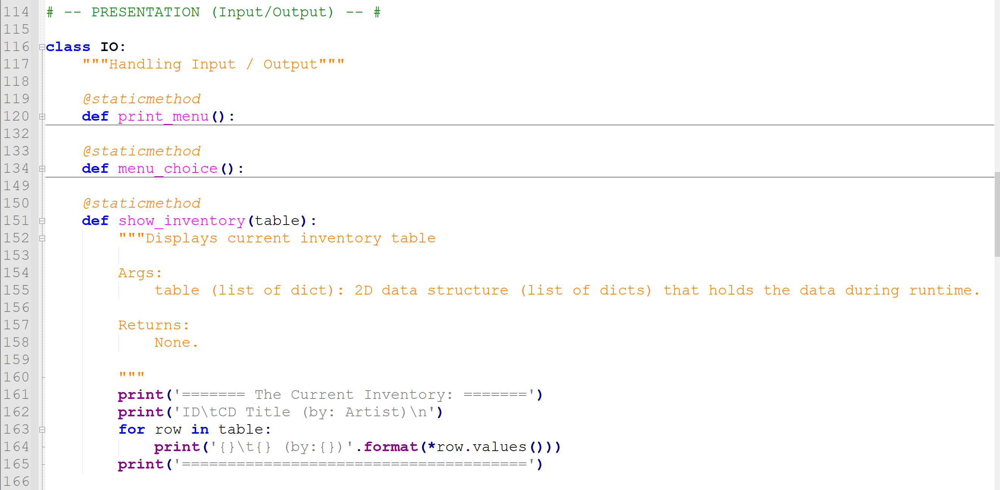 114 # -- PRESENTATION (Input/Output) -- #
115
116 class IO:
117     """Handling Input / Output"""
118
119     @staticmethod
120     def print_menu():
132
133     @staticmethod
134     def menu_choice():
149
150     @staticmethod
151     def show_inventory(table):
152         """Displays current inventory table
153
154         Args:
155             table (list of dict): 2D data structure (list of dicts) that holds the data during runtime.
156
157         Returns:
158             None.
159
160         """
161         print('======= The Current Inventory: =======')
162         print('ID\tCD Title (by: Artist)\n')
163         for row in table:
164             print('{}\t{} (by:{})'.format(*row.values()))
165         print('======================================')
166